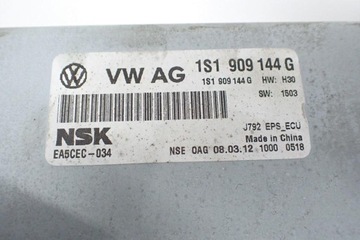 VW AG 1S1 909 144 G
1S1 909 144 G HW: H30
SW: 1503
NSK J792 EPS_ECU
Made in China
EA5CEC-034 NSE OAG 08.03.12 1000 0518